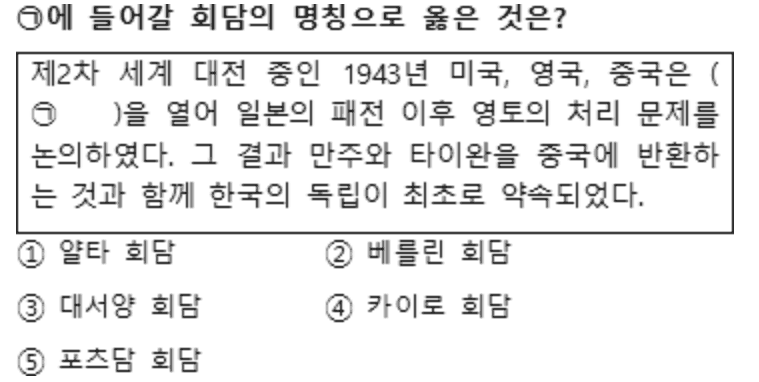 ㉠에 들어갈 회담의 명칭으로 옳은 것은?
제2차 세계 대전 중인 1943년 미국, 영국, 중국은 (
㉠ )을 열어 일본의 패전 이후 영토의 처리 문제를
논의하였다. 그 결과 만주와 타이완을 중국에 반환하
는 것과 함께 한국의 독립이 최초로 약속되었다.
① 얄타 회담 ② 베를린 회담
③ 대서양 회담 ④ 카이로 회담
⑤ 포츠담 회담